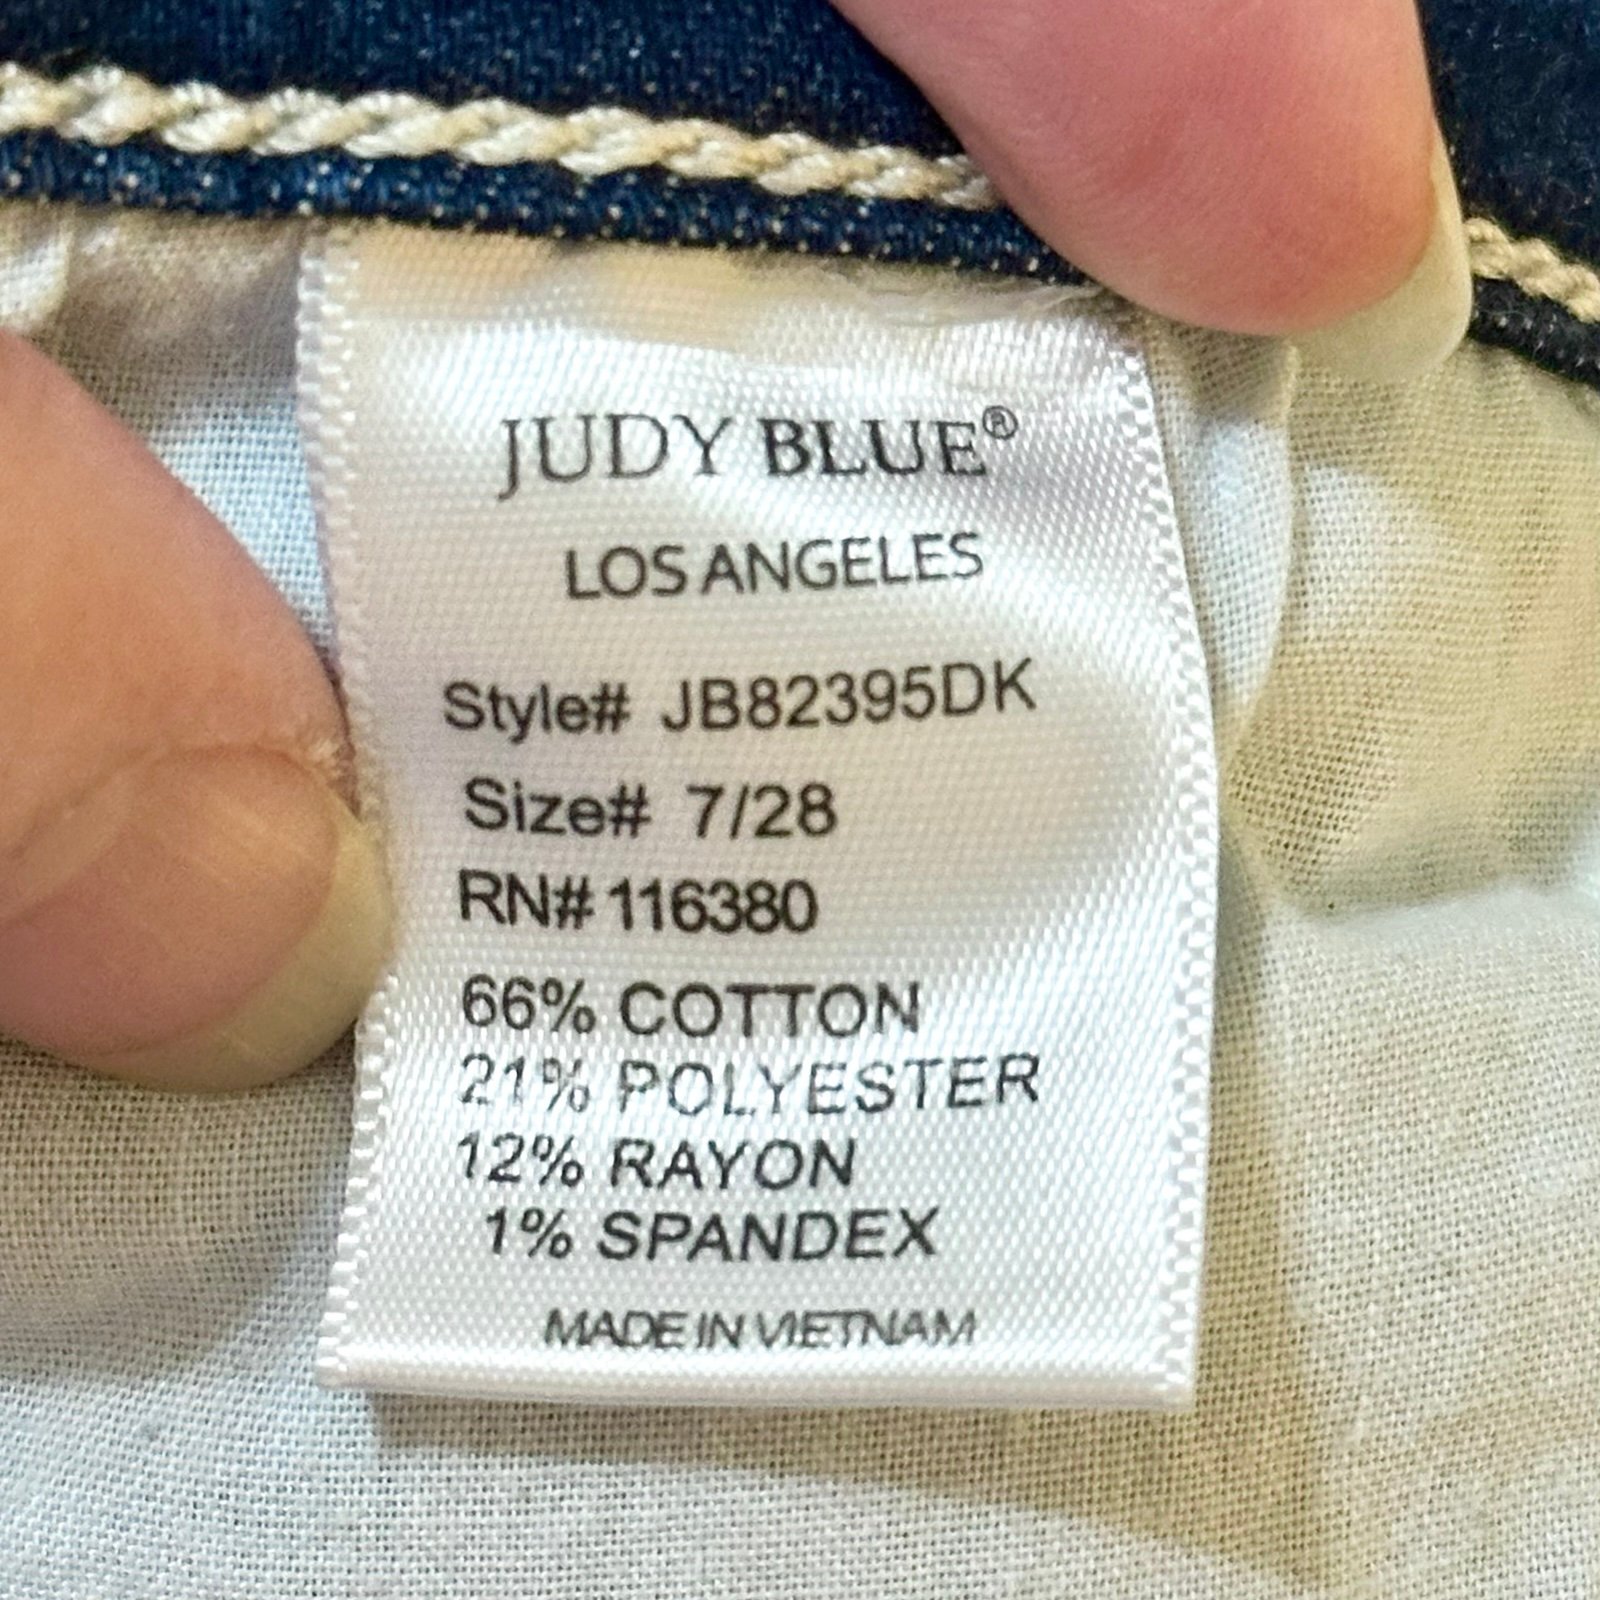 JUDY BLUE®
LOS ANGELES
Style# JB82395DK
Size# 7/28
RN# 116380
66% COTTON
21% POLYESTER
12% RAYON
1% SPANDEX
MADE IN VIETNAM